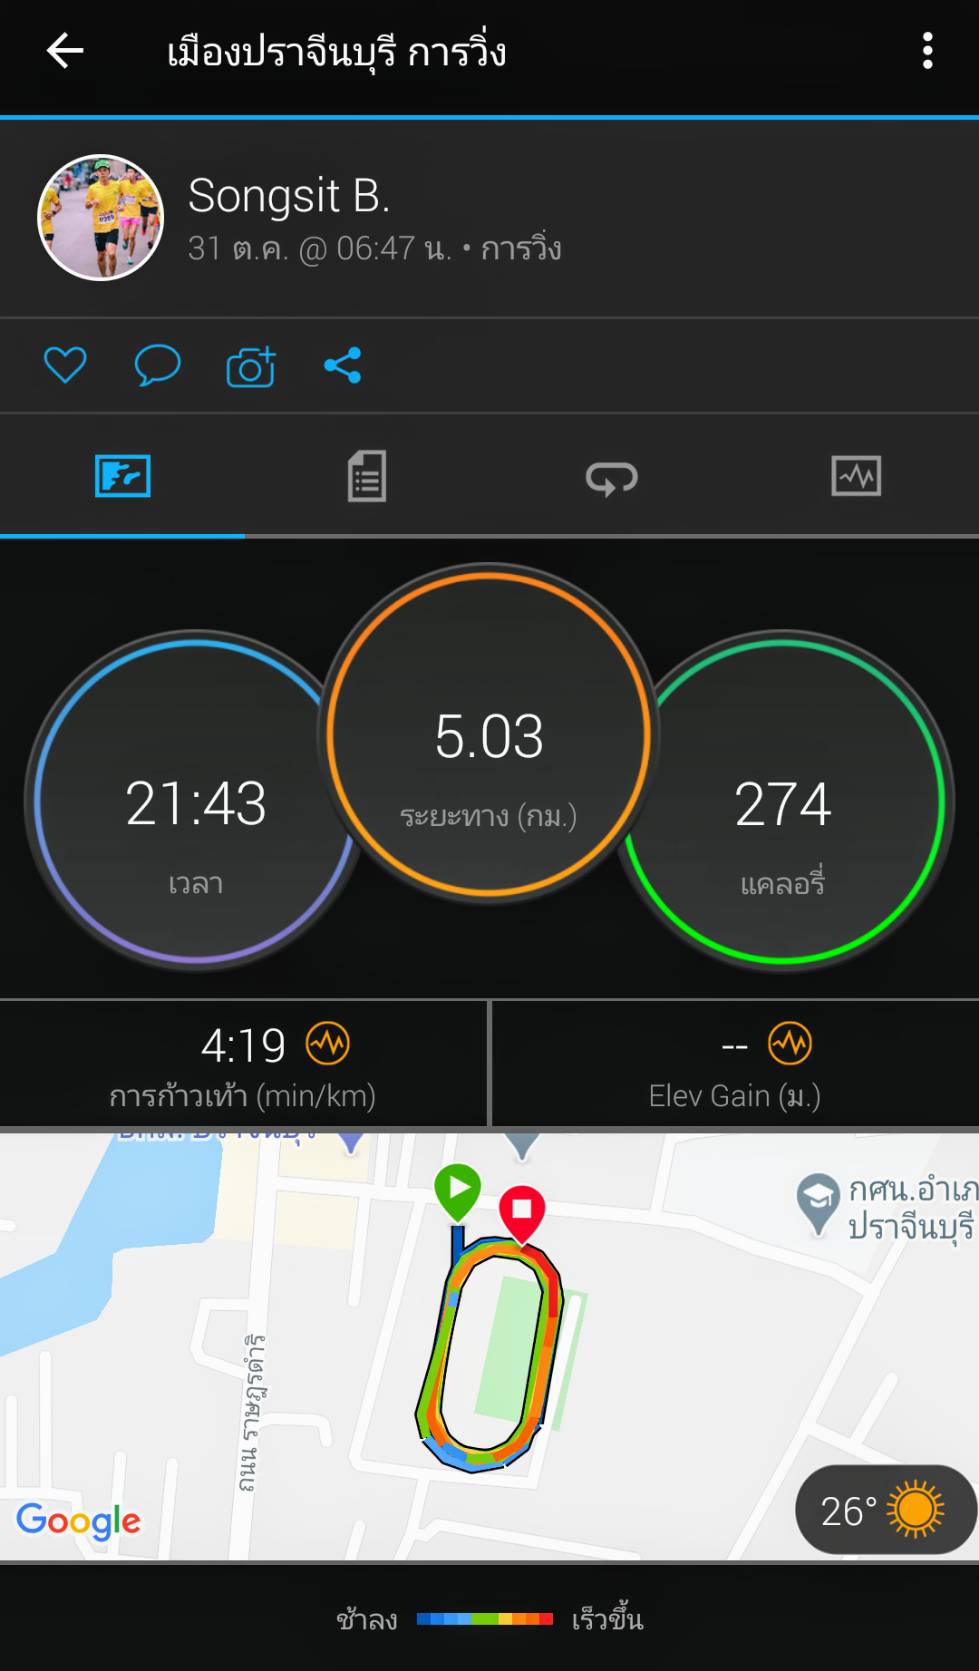 เมืองปราจีนบุรี การวิ่ง
Songsit B.
31 ต.ค. @ 06:47 น. • การวิ่ง
21:43
เวลา
5.03
ระยะทาง (กม.)
274
แคลอรี่
4:19
การก้าวเท้า (min/km)
--
Elev Gain (ม.)
กศน.อำเภ
ปราจีนบุรี
ถนน ราษฎรดำริ
Google
26°
ช้าลง
เร็วขึ้น